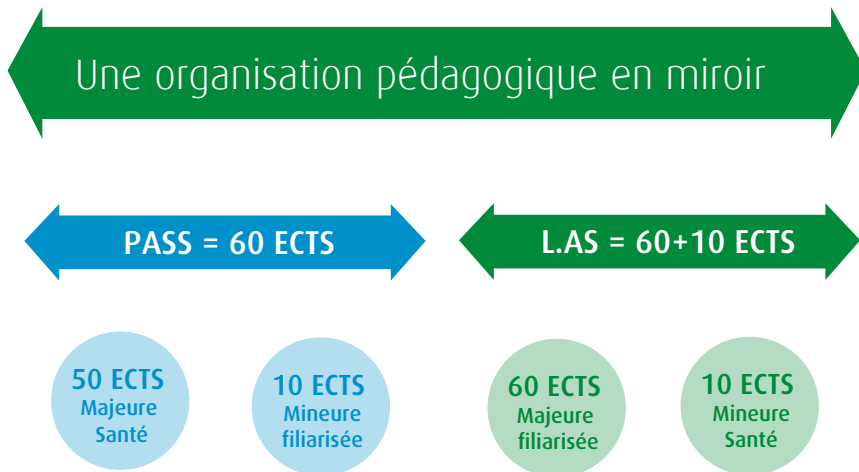 Une organisation pédagogique en miroir
PASS = 60 ECTS
L.AS = 60+10 ECTS
50 ECTS
Majeure
Santé
10 ECTS
Mineure
filiarisée
60 ECTS
Majeure
filiarisée
10 ECTS
Mineure
Santé